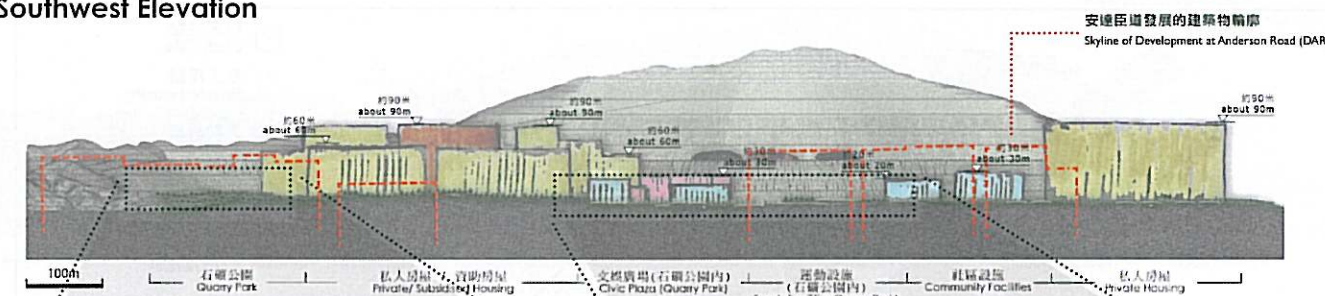 Southwest Elevation
安達臣道發展的建築物輪廓
Skyline of Development at Anderson Road (DAR
約90米
about 90m
約90米
about 90m
約90米
about 90m
約60米
about 60m
約60米
about 60m
about 30m
about 20m
about 30m
100m
石礦公園
Quarry Park
私人房屋 / 資助房屋
Private/ Subsidised Housing
文娛廣場(石礦公園內)
Civic Plaza (Quarry Park)
運動設施
(石礦公園內)
社區設施
Community Facilities
私人房屋
Private Housing